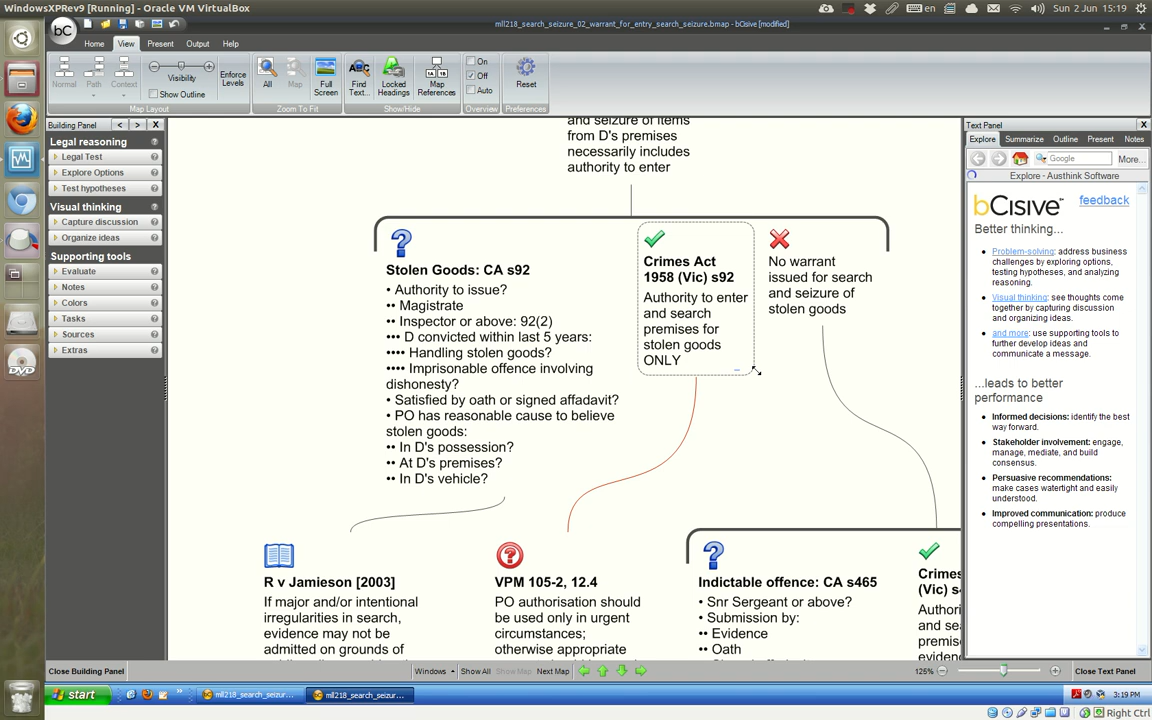 WindowsXPRev9 [Running] - Oracle VM VirtualBox
en
Sun 2 Jun 15:19
bC
mll218_search_seizure_02_warrant_for_entry_search_seizure.bmap - bCisive [modified]
Home View Present Output Help
Normal Path Context
Visibility
Show Outline
Enforce Levels
Map Layout
All Map Full Screen
Zoom To Fit
Find Text... Locked Headings Map References
Show/Hide
On
Off
Auto
Overview
Reset
Preferences
Building Panel < > X
Legal reasoning
Legal Test
Explore Options
Test hypotheses
Visual thinking
Capture discussion
Organize ideas
Supporting tools
Evaluate
Notes
Colors
Tasks
Sources
Extras
and seizure of items
from D's premises
necessarily includes
authority to enter
Stolen Goods: CA s92
• Authority to issue?
•• Magistrate
•• Inspector or above: 92(2)
••• D convicted within last 5 years:
•••• Handling stolen goods?
•••• Imprisonable offence involving
dishonesty?
• Satisfied by oath or signed affadavit?
• PO has reasonable cause to believe
stolen goods:
•• In D's possession?
•• At D's premises?
•• In D's vehicle?
Crimes Act
1958 (Vic) s92
Authority to enter
and search
premises for
stolen goods
ONLY
No warrant
issued for search
and seizure of
stolen goods
R v Jamieson [2003]
If major and/or intentional
irregularities in search,
evidence may not be
admitted on grounds of
VPM 105-2, 12.4
PO authorisation should
be used only in urgent
circumstances;
otherwise appropriate
Indictable offence: CA s465
• Snr Sergeant or above?
• Submission by:
•• Evidence
•• Oath
Crimes
(Vic) s
Authori
and sea
premise
evidenc
Text Panel X
Explore Summarize Outline Present Notes
Google More...
Explore - Austhink Software
bCisive feedback
Better thinking...
Problem-solving: address business
challenges by exploring options,
testing hypotheses, and analyzing
reasoning.
Visual thinking: see thoughts come
together by capturing discussion
and organizing ideas.
and more: use supporting tools to
further develop ideas and
communicate a message.
...leads to better
performance
Informed decisions: identify the best
way forward.
Stakeholder involvement: engage,
manage, mediate, and build
consensus.
Persuasive recommendations:
make cases watertight and easily
understood.
Improved communication: produce
compelling presentations.
Close Building Panel Windows Show All Next Map 125% Close Text Panel
start
mll218_search_seizur... mll218_search_seizur...
3:19 PM
Right Ctrl